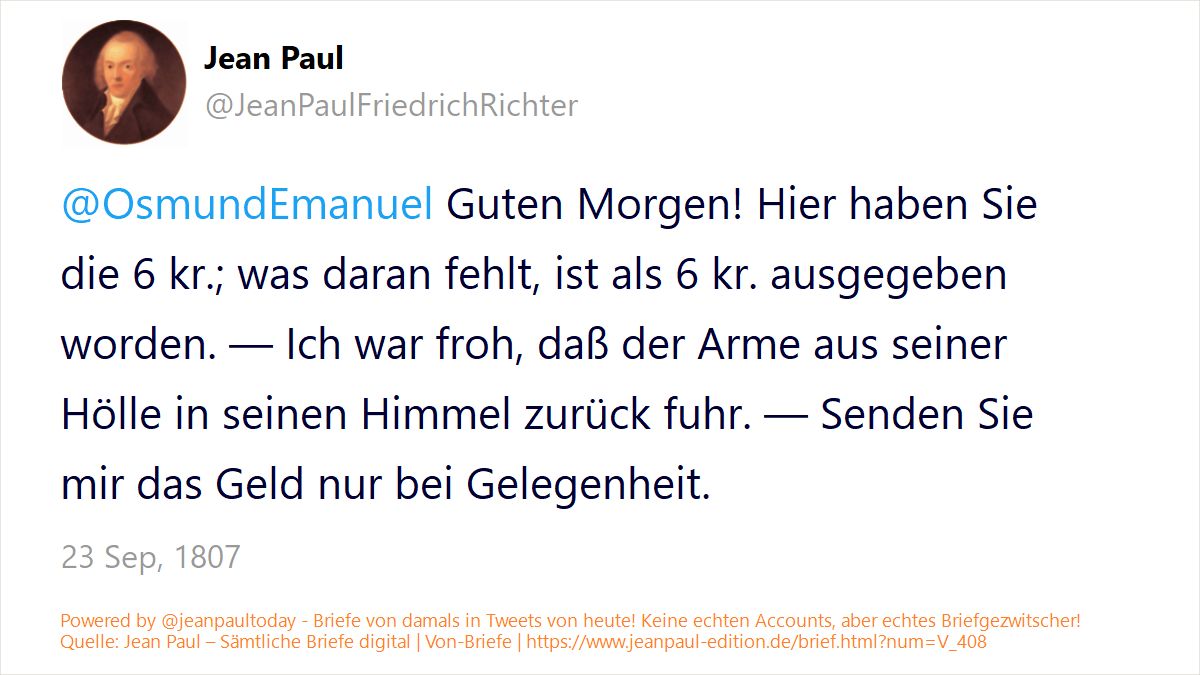 Jean Paul
@JeanPaulFriedrichRichter
@OsmundEmanuel Guten Morgen! Hier haben Sie
die 6 kr.; was daran fehlt, ist als 6 kr. ausgegeben
worden. — Ich war froh, daß der Arme aus seiner
Hölle in seinen Himmel zurück fuhr. — Senden Sie
mir das Geld nur bei Gelegenheit.
23 Sep, 1807
Powered by @jeanpaultoday - Briefe von damals in Tweets von heute! Keine echten Accounts, aber echtes Briefgezwitscher!
Quelle: Jean Paul – Sämtliche Briefe digital | Von-Briefe | https://www.jeanpaul-edition.de/brief.html?num=V_408